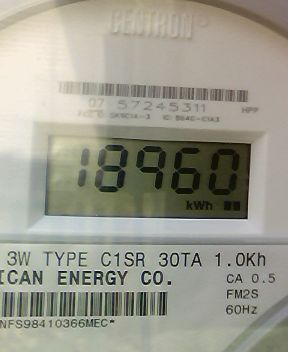 CENTRON
07 57245311 HPP
18960
kWh
3W TYPE C1SR 30TA 1.0Kh
ICAN ENERGY CO. CA 0.5
FM2S
60Hz
NFS98410366MEC*